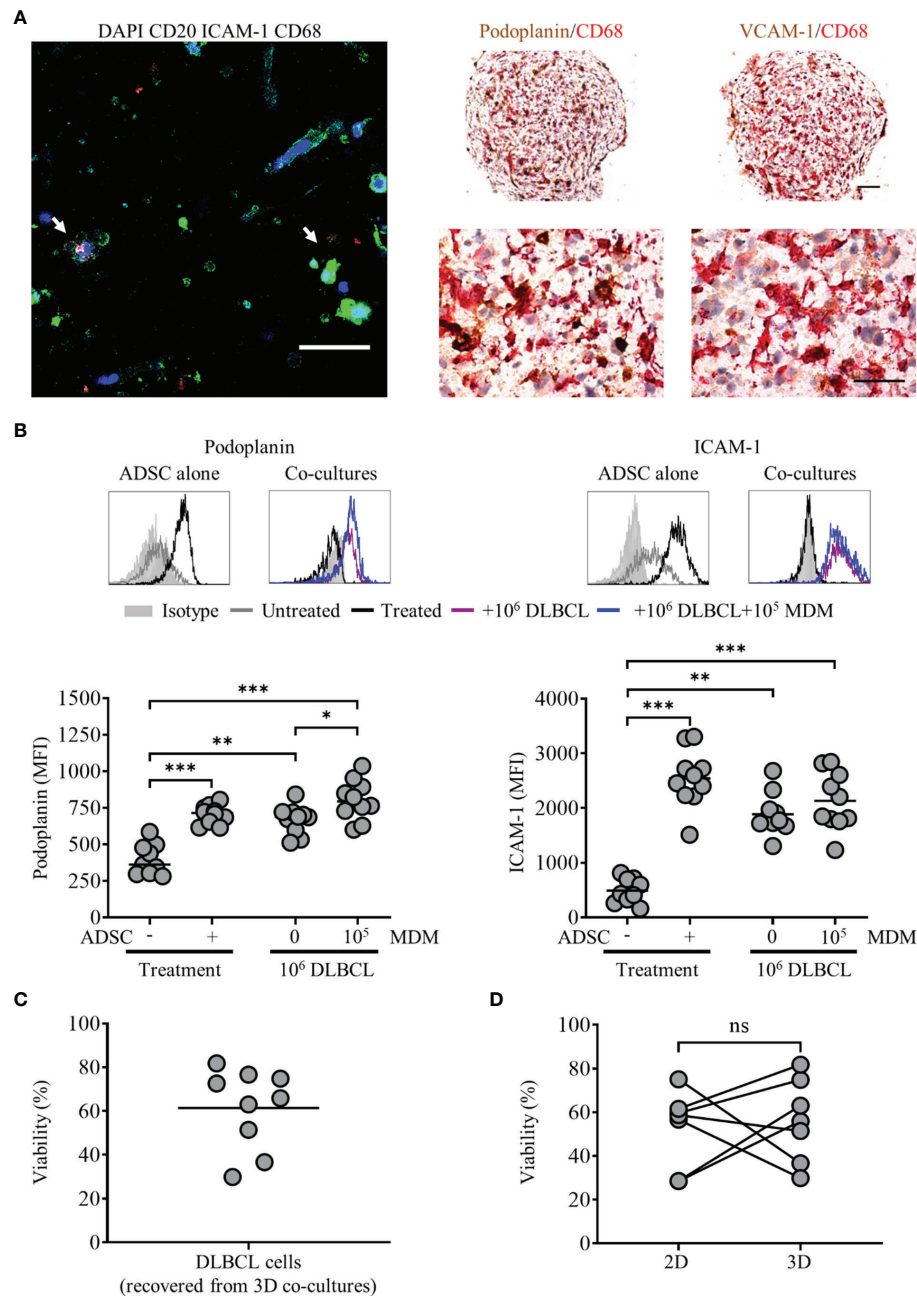 A
DAPI CD20 ICAM-1 CD68
Podoplanin/CD68
VCAM-1/CD68
B
Podoplanin
ADSC alone
Co-cultures
ICAM-1
ADSC alone
Co-cultures
Isotype
Untreated
Treated
+10⁶ DLBCL
+10⁶ DLBCL+10⁵ MDM
Podoplanin (MFI)
1500
1250
1000
750
500
250
0
***
**
*
***
ADSC
-
+
0
10⁵
MDM
Treatment
10⁶ DLBCL
ICAM-1 (MFI)
4000
3000
2000
1000
0
***
**
***
ADSC
-
+
0
10⁵
MDM
Treatment
10⁶ DLBCL
C
Viability (%)
100
80
60
40
20
0
DLBCL cells
(recovered from 3D co-cultures)
D
Viability (%)
100
80
60
40
20
0
ns
2D
3D